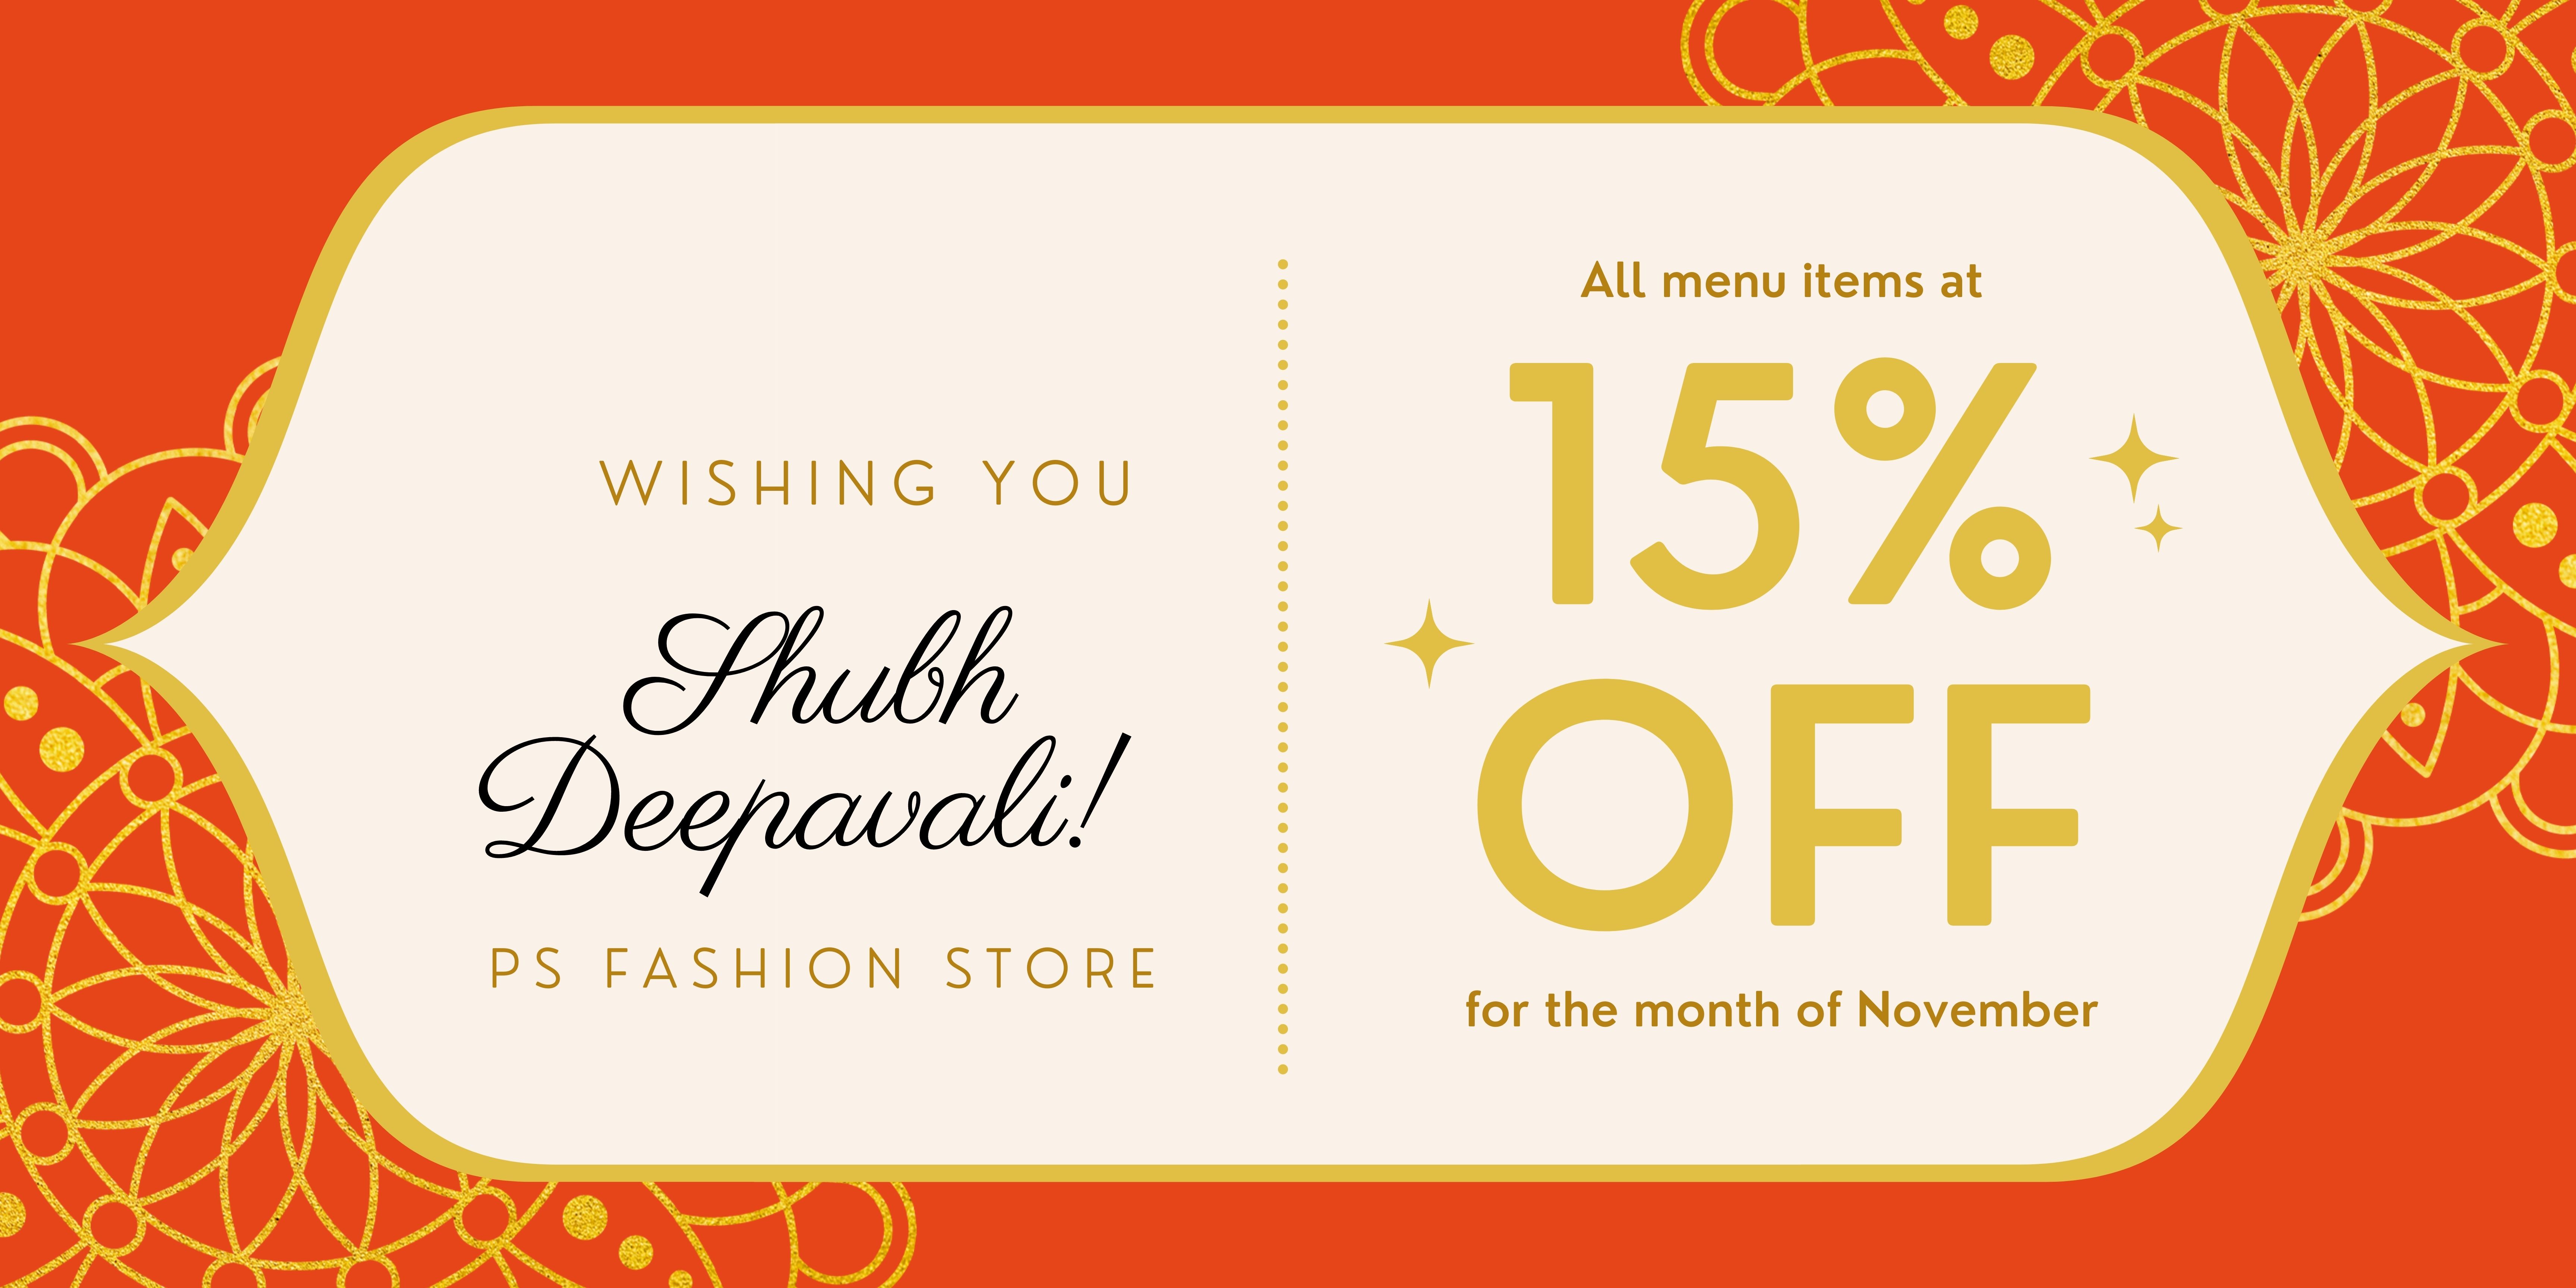 WISHING YOU
Shubh
Deepavali!
PS FASHION STORE
All menu items at
15%
OFF
for the month of November